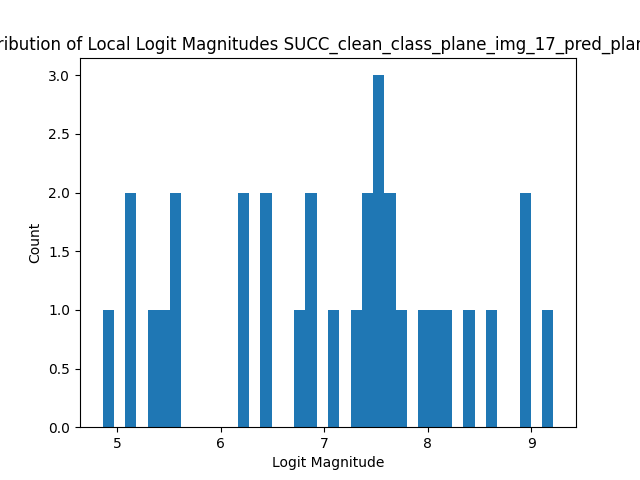 ribution of Local Logit Magnitudes SUCC_clean_class_plane_img_17_pred_plan
3.0
2.5
2.0
1.5
1.0
0.5
0.0
Count
5 6 7 8 9
Logit Magnitude